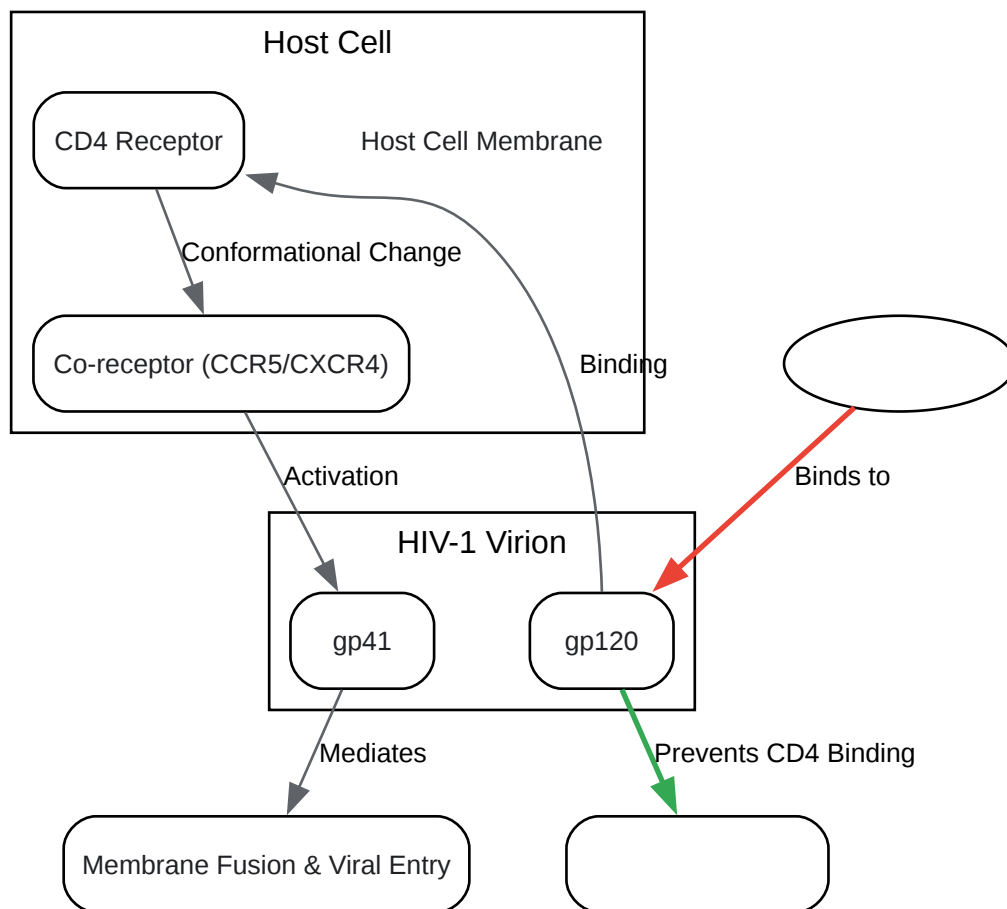 Host Cell
CD4 Receptor
Host Cell Membrane
Conformational Change
Co-receptor (CCR5/CXCR4)
Binding
Activation
Binds to
HIV-1 Virion
gp41
gp120
Mediates
Prevents CD4 Binding
Membrane Fusion & Viral Entry